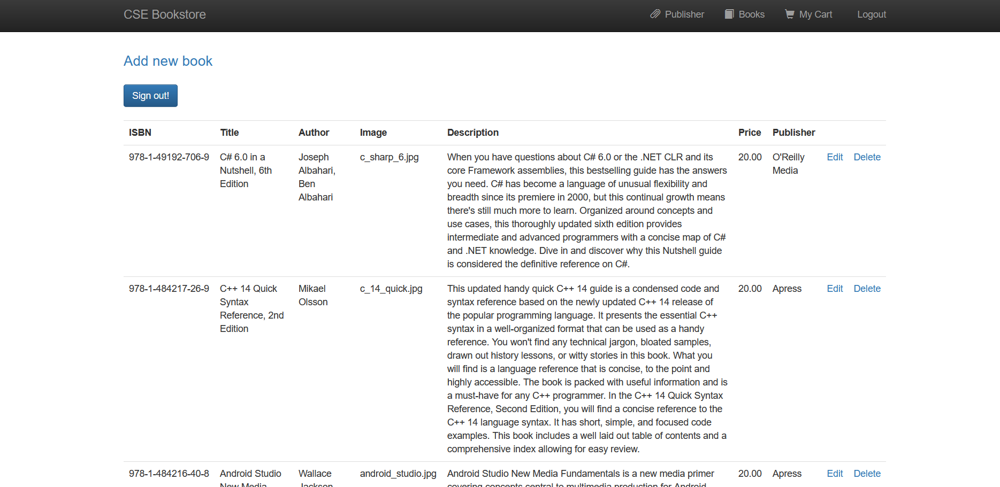 CSE Bookstore
Publisher
Books
My Cart
Logout
Add new book
Sign out!
ISBN Title Author Image Description Price Publisher
978-1-49192-706-9
C# 6.0 in a
Nutshell, 6th
Edition
Joseph
Albahari,
Ben
Albahari
c_sharp_6.jpg
When you have questions about C# 6.0 or the .NET CLR and its
core Framework assemblies, this bestselling guide has the answers
you need. C# has become a language of unusual flexibility and
breadth since its premiere in 2000, but this continual growth means
there's still much more to learn. Organized around concepts and
use cases, this thoroughly updated sixth edition provides
intermediate and advanced programmers with a concise map of C#
and .NET knowledge. Dive in and discover why this Nutshell guide
is considered the definitive reference on C#.
20.00
O'Reilly
Media
Edit
Delete
978-1-484217-26-9
C++ 14 Quick
Syntax
Reference, 2nd
Edition
Mikael
Olsson
c_14_quick.jpg
This updated handy quick C++ 14 guide is a condensed code and
syntax reference based on the newly updated C++ 14 release of
the popular programming language. It presents the essential C++
syntax in a well-organized format that can be used as a handy
reference. You won't find any technical jargon, bloated samples,
drawn out history lessons, or witty stories in this book. What you
will find is a language reference that is concise, to the point and
highly accessible. The book is packed with useful information and is
a must-have for any C++ programmer. In the C++ 14 Quick Syntax
Reference, Second Edition, you will find a concise reference to the
C++ 14 language syntax. It has short, simple, and focused code
examples. This book includes a well laid out table of contents and a
comprehensive index allowing for easy review.
20.00
Apress
Edit
Delete
978-1-484216-40-8
Android Studio
New Media
Wallace
Jackson
android_studio.jpg
Android Studio New Media Fundamentals is a new media primer
covering concepts central to multimedia production for Android
20.00
Apress
Edit
Delete